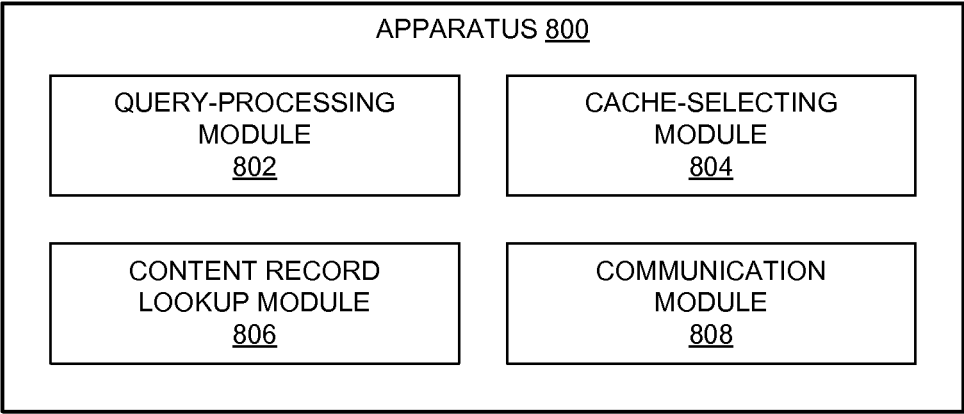 APPARATUS 800
QUERY-PROCESSING
MODULE
802
CACHE-SELECTING
MODULE
804
CONTENT RECORD
LOOKUP MODULE
806
COMMUNICATION
MODULE
808